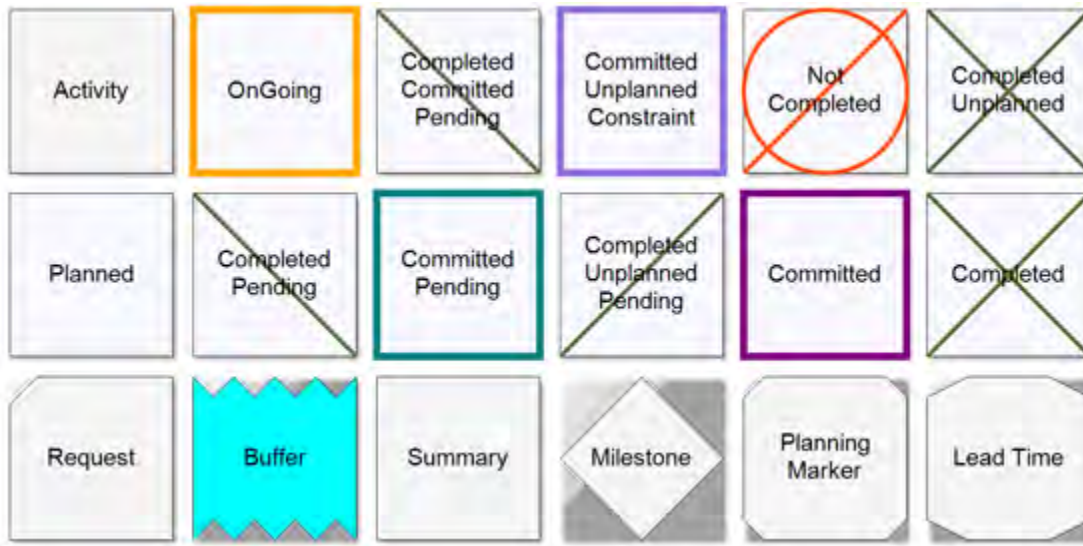 Activity
OnGoing
Completed
Committed
Pending
Committed
Unplanned
Constraint
Not
Completed
Completed
Unplanned
Planned
Completed
Pending
Committed
Pending
Completed
Unplanned
Pending
Committed
Completed
Request
Buffer
Summary
Milestone
Planning
Marker
Lead Time